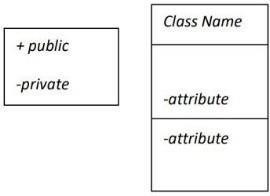 + public
-private
Class Name
-attribute
-attribute